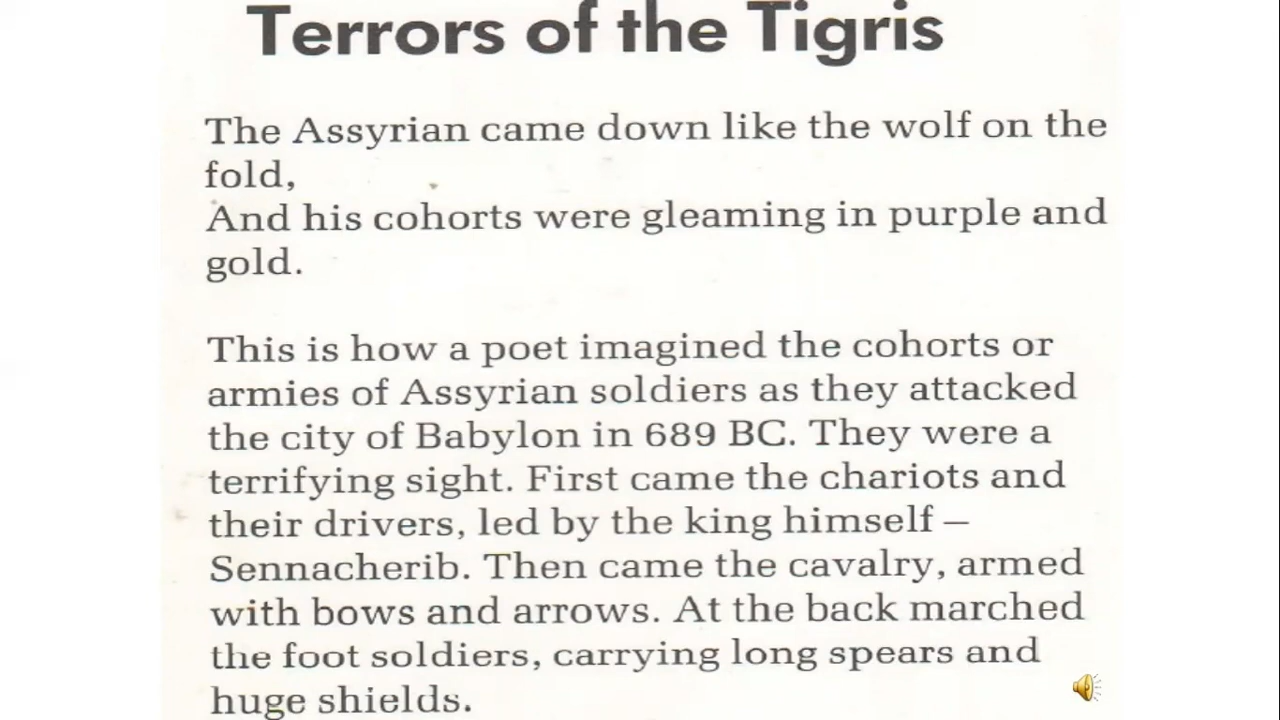 Terrors of the Tigris
The Assyrian came down like the wolf on the
fold,
And his cohorts were gleaming in purple and
gold.
This is how a poet imagined the cohorts or
armies of Assyrian soldiers as they attacked
the city of Babylon in 689 BC. They were a
terrifying sight. First came the chariots and
their drivers, led by the king himself –
Sennacherib. Then came the cavalry, armed
with bows and arrows. At the back marched
the foot soldiers, carrying long spears and
huge shields.